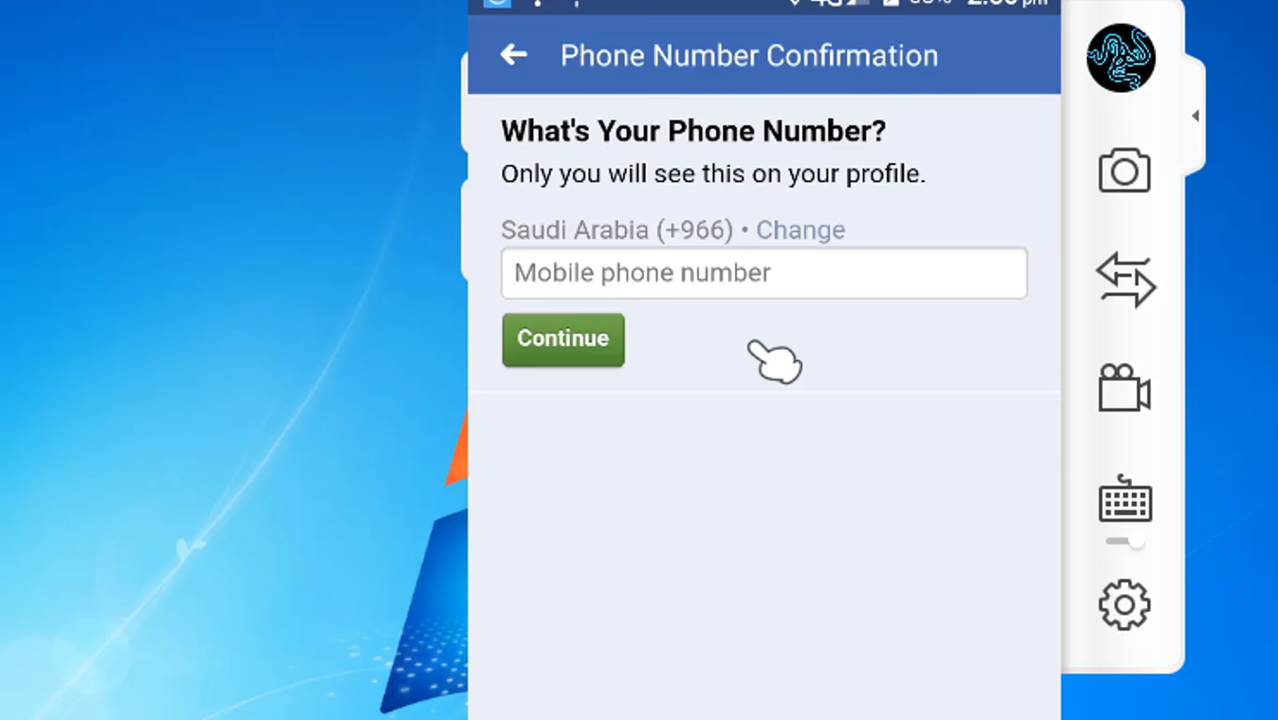 Phone Number Confirmation
What's Your Phone Number?
Only you will see this on your profile.
Saudi Arabia (+966) • Change
Mobile phone number
Continue